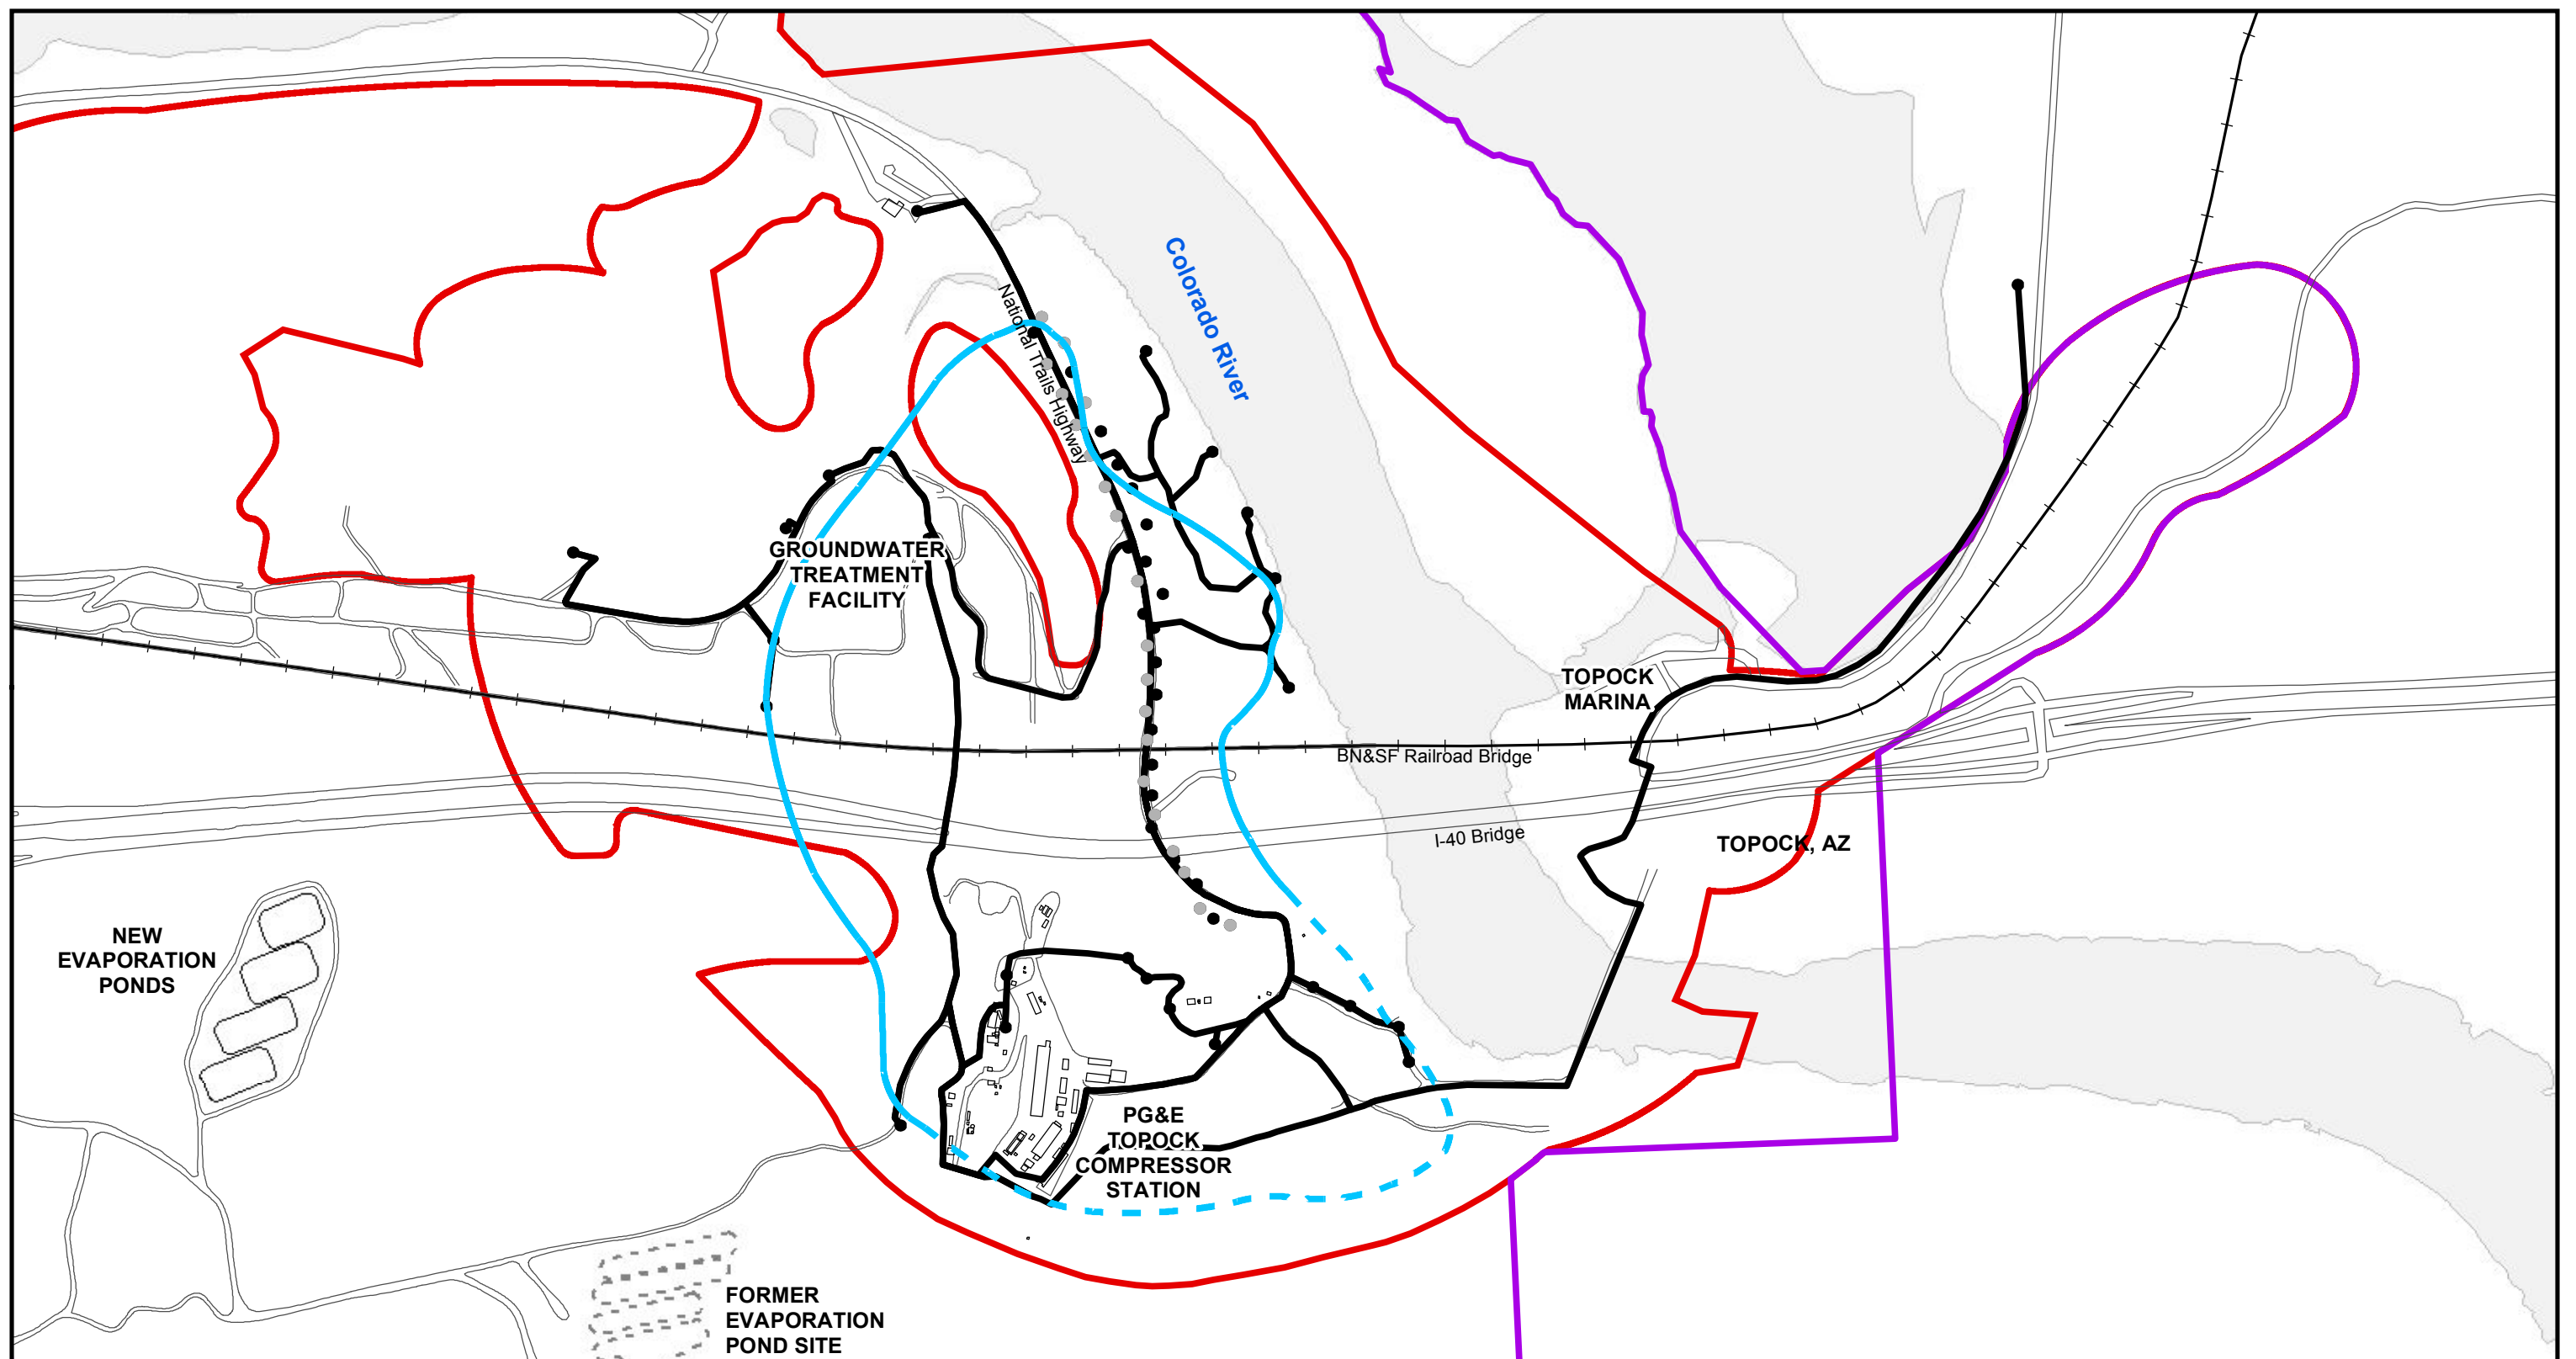 Colorado River
National Trails Highway
GROUNDWATER
TREATMENT
FACILITY
TOPOCK
MARINA
BN&SF Railroad Bridge
I-40 Bridge
TOPOCK, AZ
NEW
EVAPORATION
PONDS
PG&E
TOPOCK
COMPRESSOR
STATION
FORMER
EVAPORATION
POND SITE